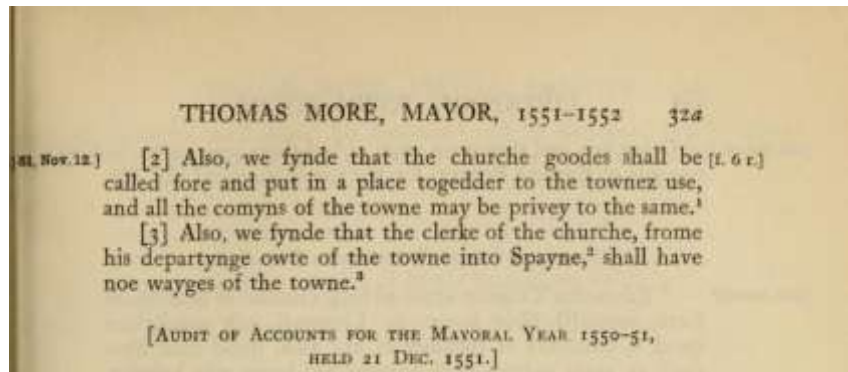 THOMAS MORE, MAYOR, 1551–1552 32a
Nov. 12.] [2] Also, we fynde that the churche goodes shall be [f. 6 r.]
called fore and put in a place togedder to the townez use,
and all the comyns of the towne may be privey to the same.¹
[3] Also, we fynde that the clerke of the churche, frome
his departynge owte of the towne into Spayne,² shall have
noe wayges of the towne.³
[AUDIT OF ACCOUNTS FOR THE MAYORAL YEAR 1550–51,
HELD 21 DEC. 1551.]